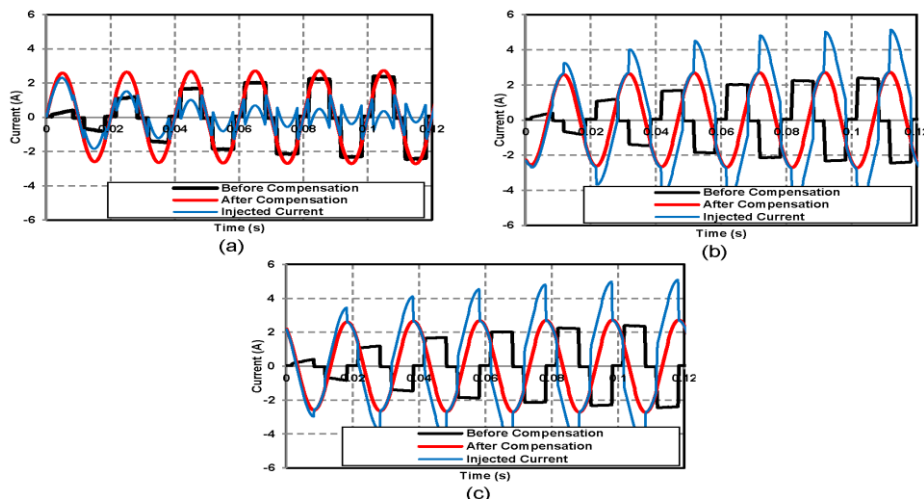 6
4
2
0
-2
-4
-6
Current (A)
0 0.02 0.04 0.06 0.08 0.1 0.12
Before Compensation
After Compensation
Injected Current
Time (s)
(a)
6
4
2
0
-2
-4
-6
Current (A)
0 0.02 0.04 0.06 0.08 0.1 0.12
Before Compensation
After Compensation
Injected Current
Time (s)
(b)
6
4
2
0
-2
-4
-6
Current (A)
0 0.02 0.04 0.06 0.08 0.1 0.12
Before Compensation
After Compensation
Injected Current
Time (s)
(c)